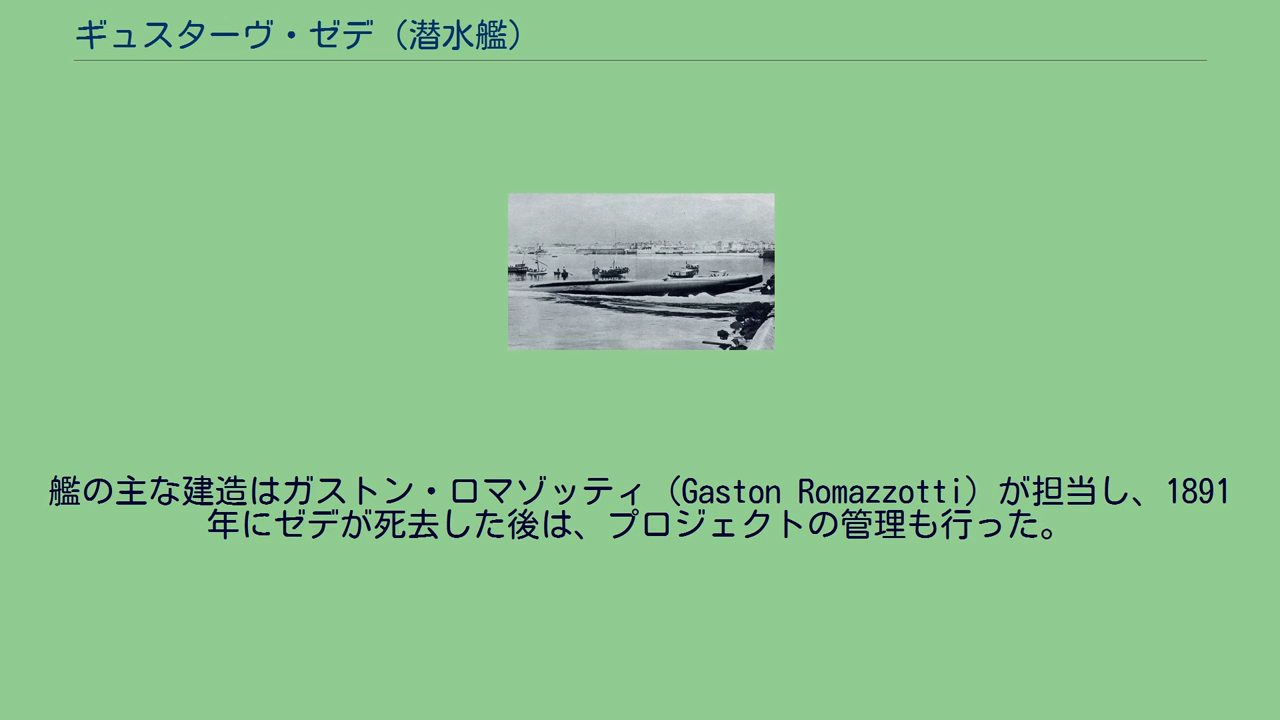 ギュスターヴ・ゼデ（潜水艦）
艦の主な建造はガストン・ロマゾッティ（Gaston Romazzotti）が担当し、1891
年にゼデが死去した後は、プロジェクトの管理も行った。